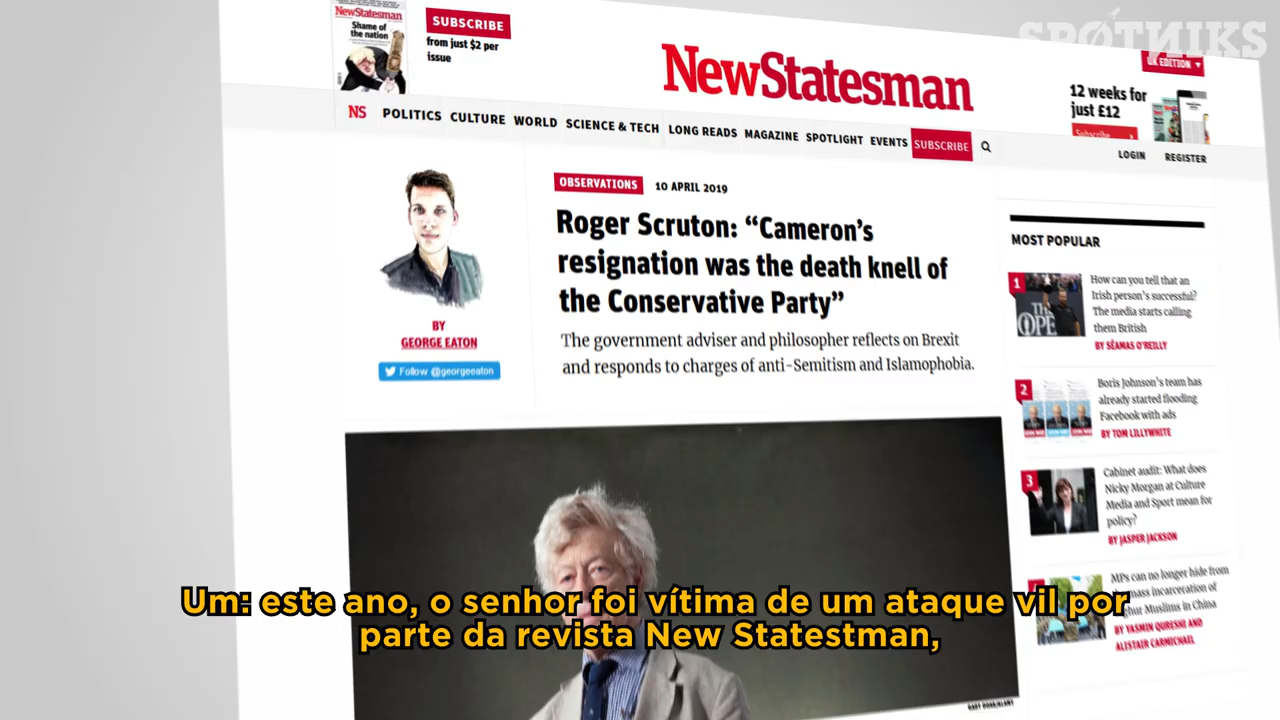 SPØTNIKS
NewStatesman
Shame of
the nation
SUBSCRIBE
from just $2 per
issue
NewStatesman
UK EDITION
12 weeks for
just £12
Subscribe
NS POLITICS CULTURE WORLD SCIENCE & TECH LONG READS MAGAZINE SPOTLIGHT EVENTS SUBSCRIBE
LOGIN REGISTER
OBSERVATIONS 10 APRIL 2019
Roger Scruton: “Cameron’s
resignation was the death knell of
the Conservative Party”
The government adviser and philosopher reflects on Brexit
and responds to charges of anti-Semitism and Islamophobia.
BY
GEORGE EATON
Follow @georgeeaton
MOST POPULAR
1
How can you tell that an
Irish person’s successful?
The media starts calling
them British
BY SÉAMAS O’REILLY
2
Boris Johnson’s team has
already started flooding
Facebook with ads
BY TOM LILLYWHITE
3
Cabinet audit: What does
Nicky Morgan at Culture
Media and Sport mean for
policy?
BY JASPER JACKSON
MPs can no longer hide from
mass incarceration of
Muslims in China
BY YASMIN QURESHI AND
ALISTAIR CARMICHAEL
Um: este ano, o senhor foi vítima de um ataque vil por
parte da revista New Statestman,